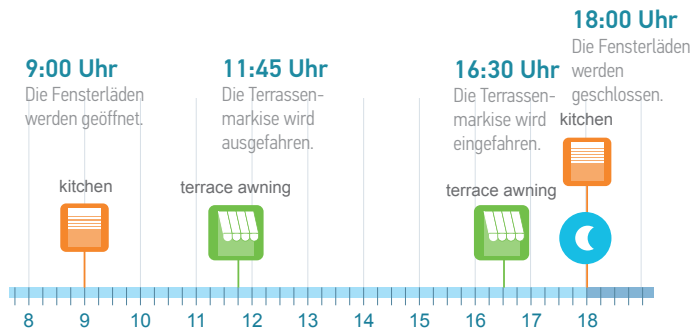 9:00 Uhr
Die Fensterläden
werden geöffnet.
kitchen
11:45 Uhr
Die Terrassen-
markise wird
ausgefahren.
terrace awning
16:30 Uhr
Die Terrassen-
markise wird
eingefahren.
terrace awning
18:00 Uhr
Die Fensterläden
werden
geschlossen.
kitchen
8 9 10 11 12 13 14 15 16 17 18